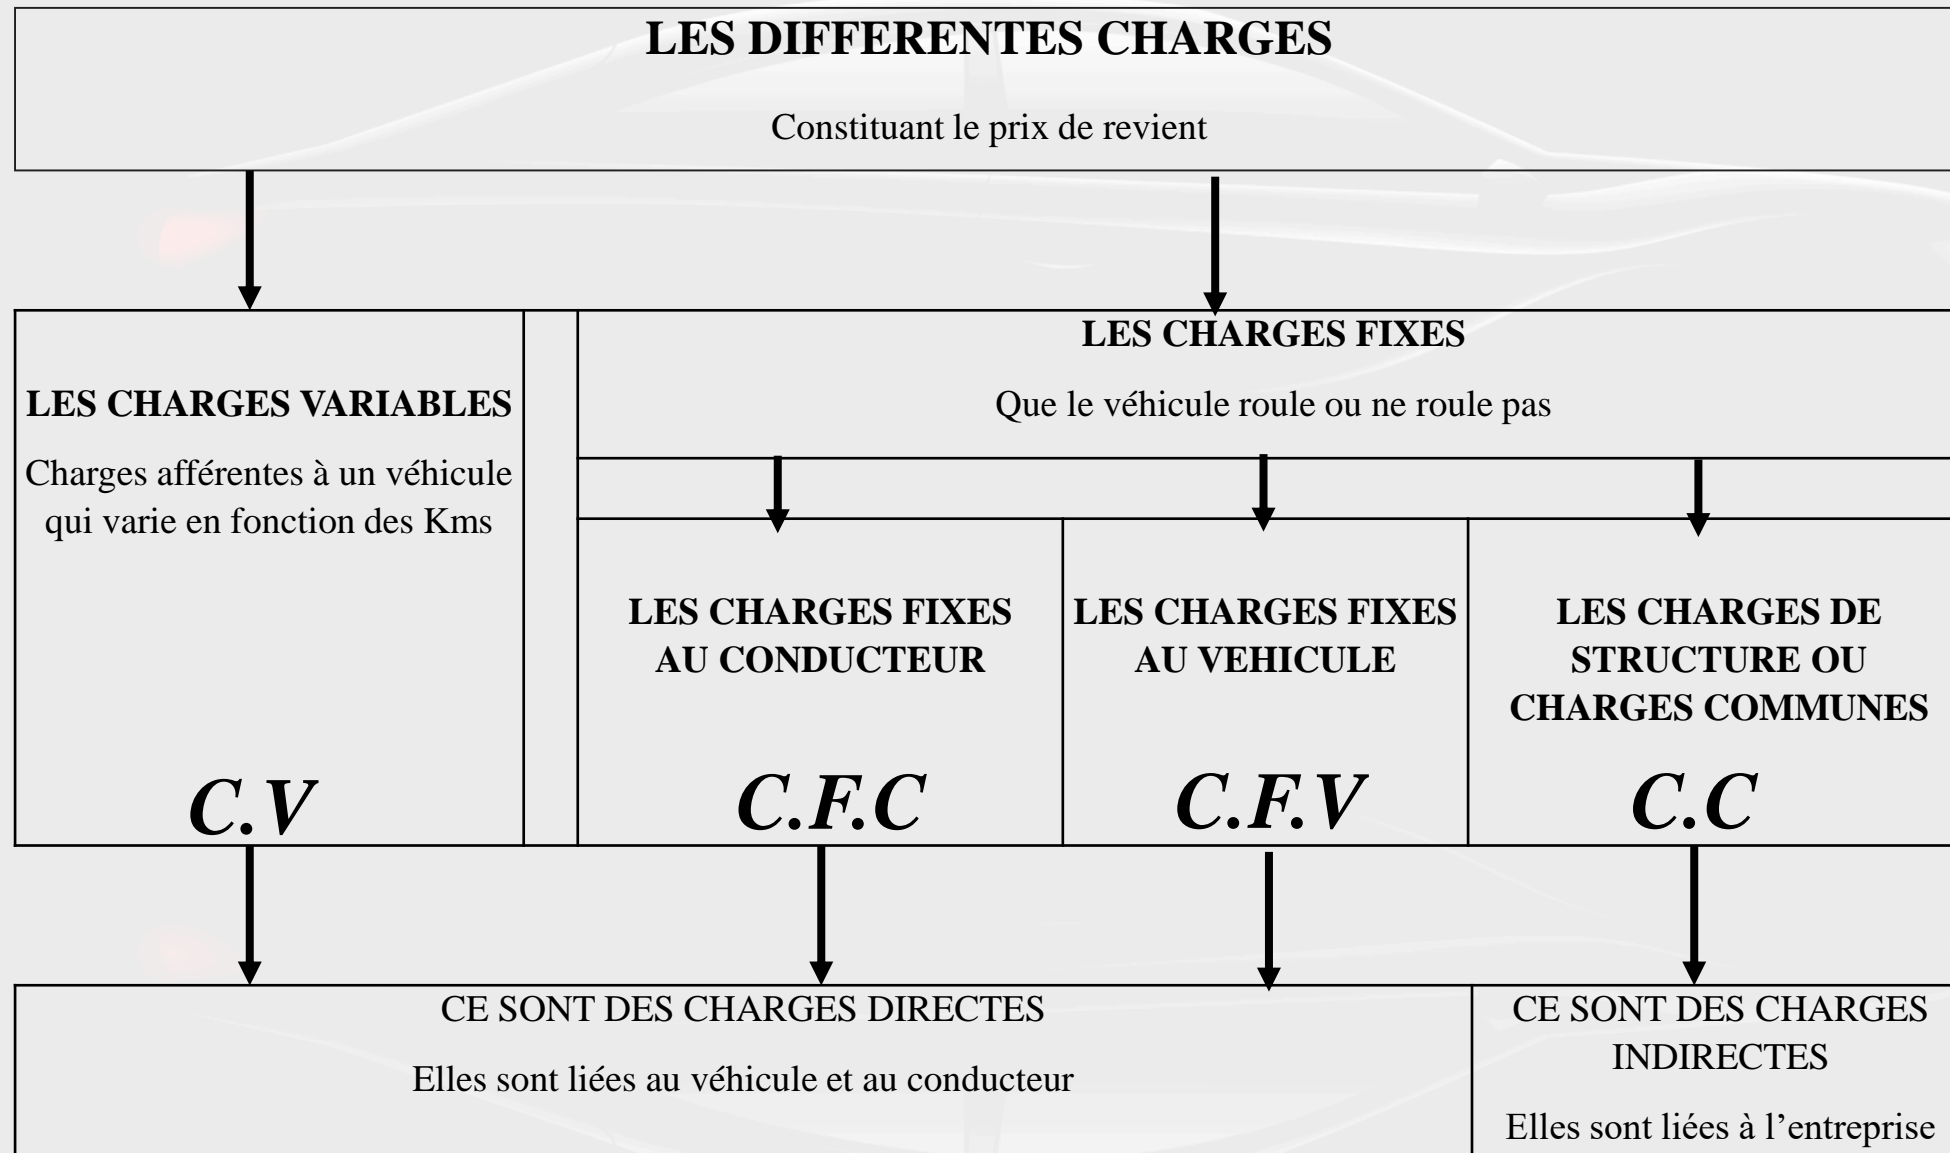 LES DIFFERENTES CHARGES
Constituant le prix de revient
LES CHARGES VARIABLES
Charges afférentes à un véhicule
qui varie en fonction des Kms
C.V
LES CHARGES FIXES
Que le véhicule roule ou ne roule pas
LES CHARGES FIXES
AU CONDUCTEUR
C.F.C
LES CHARGES FIXES
AU VEHICULE
C.F.V
LES CHARGES DE
STRUCTURE OU
CHARGES COMMUNES
C.C
CE SONT DES CHARGES DIRECTES
Elles sont liées au véhicule et au conducteur
CE SONT DES CHARGES
INDIRECTES
Elles sont liées à l’entreprise